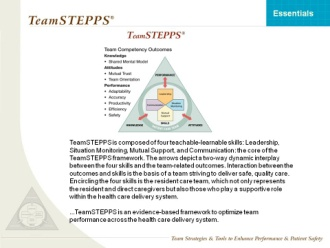 TeamSTEPPS®
Essentials
TEAMSTEPPS®
Team Competency Outcomes
Knowledge
• Shared Mental Model
Attitudes
• Mutual Trust
• Team Orientation
Performance
• Adaptability
• Accuracy
• Productivity
• Efficiency
• Safety
PERFORMANCE
Leadership
SKILLS
KNOWLEDGE
ATTITUDES
TeamSTEPPS is composed of four teachable-learnable skills: Leadership,
Situation Monitoring, Mutual Support, and Communication: the core of the
TeamSTEPPS framework. The arrows depict a two-way dynamic interplay
between the four skills and the team-related outcomes. Interaction between the
outcomes and skills is the basis of a team striving to deliver safe, quality care.
Encircling the four skills is the resident care team, which not only represents
the resident and direct caregivers but also those who play a supportive role
within the health care delivery system.
...TeamSTEPPS is an evidence-based framework to optimize team
performance across the health care delivery system.
Team Strategies & Tools to Enhance Performance & Patient Safety